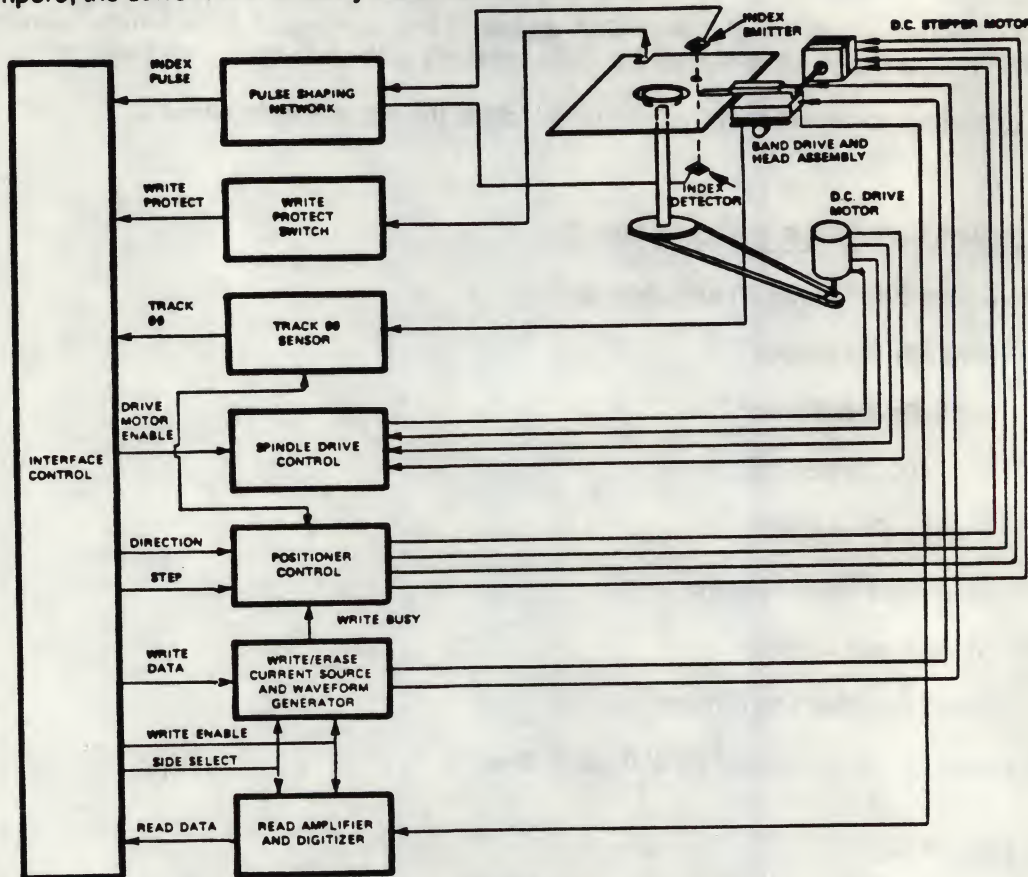 the
INDEX
EMITTER
D.C. STEPPER MOTOR
INDEX
PULSE
PULSE SHAPING
NETWORK
BAND DRIVE AND
HEAD ASSEMBLY
INDEX
DETECTOR
D.C. DRIVE
MOTOR
WRITE
PROTECT
WRITE
PROTECT
SWITCH
TRACK
00
TRACK 00
SENSOR
DRIVE
MOTOR
ENABLE
SPINDLE DRIVE
CONTROL
INTERFACE
CONTROL
DIRECTION
STEP
POSITIONER
CONTROL
WRITE BUSY
WRITE
DATA
WRITE/ERASE
CURRENT SOURCE
AND WAVEFORM
GENERATOR
WRITE ENABLE
SIDE SELECT
READ DATA
READ AMPLIFIER
AND DIGITIZER